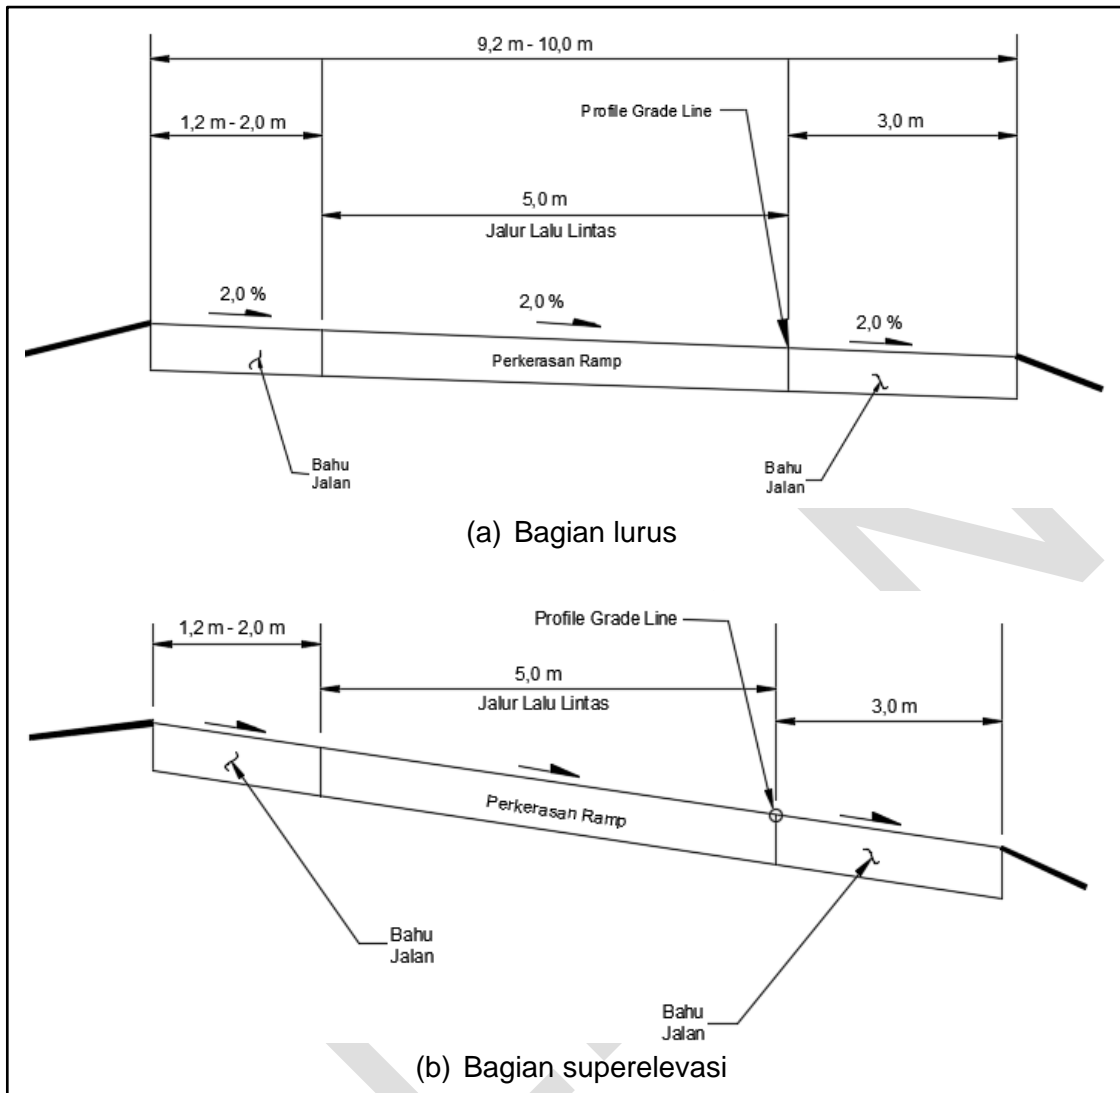 9,2 m - 10,0 m
1,2 m - 2,0 m
Profile Grade Line
3,0 m
5,0 m
Jalur Lalu Lintas
2,0 %
2,0 %
2,0 %
Perkerasan Ramp
Bahu
Jalan
Bahu
Jalan
(a) Bagian lurus
1,2 m - 2,0 m
Profile Grade Line
5,0 m
Jalur Lalu Lintas
3,0 m
Perkerasan Ramp
Bahu
Jalan
Bahu
Jalan
(b) Bagian superelevasi